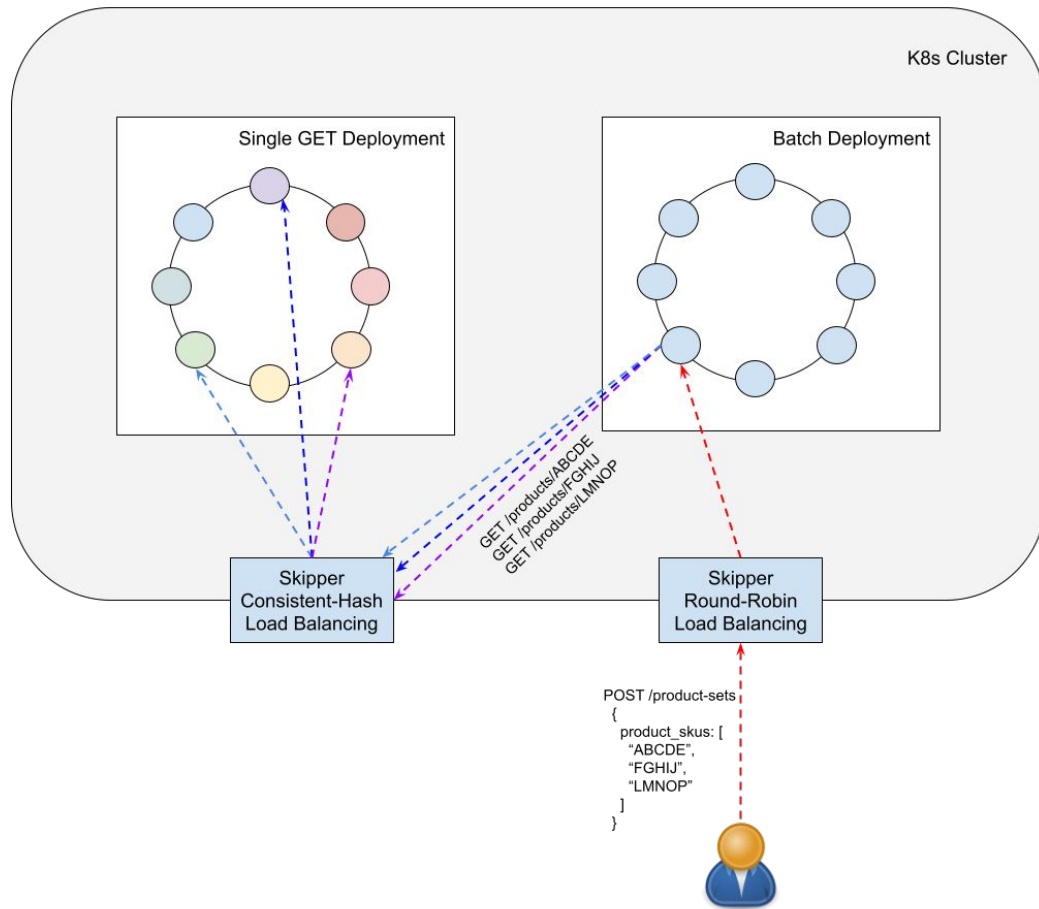 K8s Cluster
Single GET Deployment
Batch Deployment
GET /products/ABCDE
GET /products/FGHIJ
GET /products/LMNOP
Skipper
Consistent-Hash
Load Balancing
Skipper
Round-Robin
Load Balancing
POST /product-sets
{
product_skus: [
“ABCDE”,
“FGHIJ”,
“LMNOP”
]
}